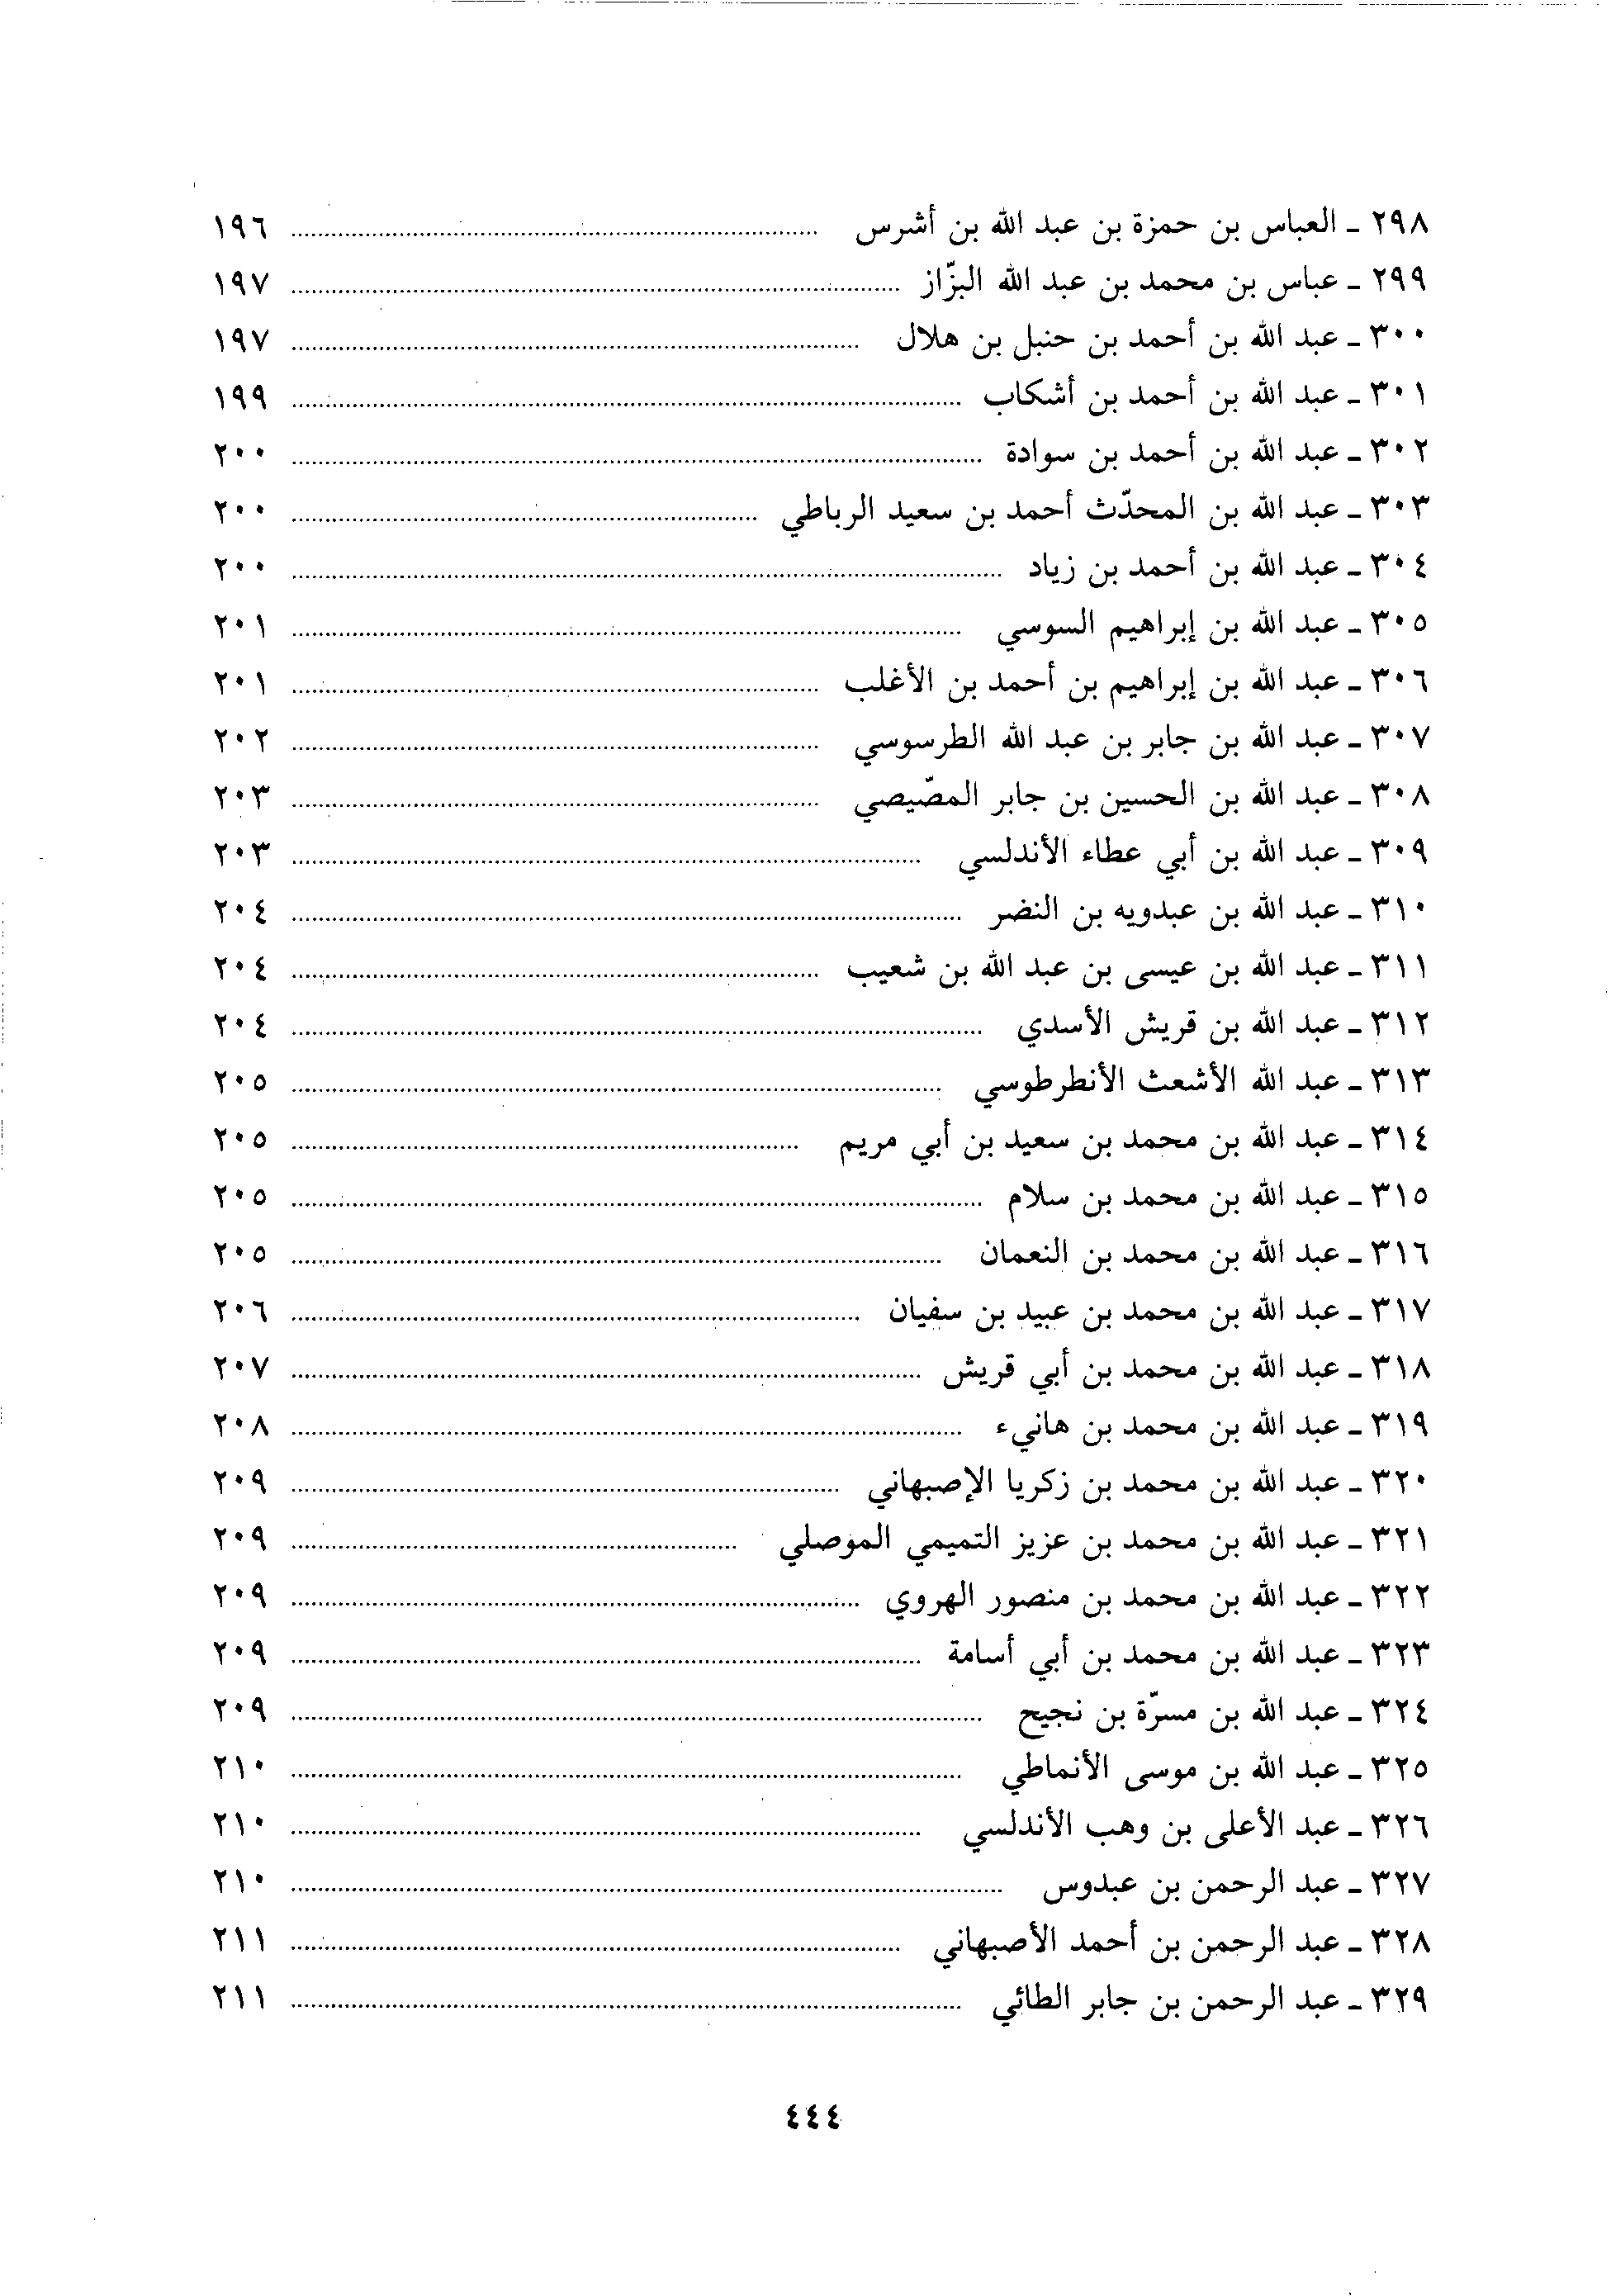 ٢٩٨ ـ العباس بن حمزة بن عبد الله بن أشرس ........ ١٩٦
٢٩٩ ـ عباس بن محمد بن عبد الله البزّاز ........ ١٩٧
٣٠٠ ـ عبد الله بن أحمد بن حنبل بن هلال ........ ١٩٧
٣٠١ ـ عبد الله بن أحمد بن أشكاب ........ ١٩٩
٣٠٢ ـ عبد الله بن أحمد بن سوادة ........ ٢٠٠
٣٠٣ ـ عبد الله بن المحدّث أحمد بن سعيد الرباطي ........ ٢٠٠
٣٠٤ ـ عبد الله بن أحمد بن زياد ........ ٢٠٠
٣٠٥ ـ عبد الله بن إبراهيم السوسي ........ ٢٠١
٣٠٦ ـ عبد الله بن إبراهيم بن أحمد بن الأغلب ........ ٢٠١
٣٠٧ ـ عبد الله بن جابر بن عبد الله الطرسوسي ........ ٢٠٢
٣٠٨ ـ عبد الله بن الحسين بن جابر المصّيصي ........ ٢٠٣
٣٠٩ ـ عبد الله بن أبي عطاء الأندلسي ........ ٢٠٣
٣١٠ ـ عبد الله بن عبدويه بن النضر ........ ٢٠٤
٣١١ ـ عبد الله بن عيسى بن عبد الله بن شعيب ........ ٢٠٤
٣١٢ ـ عبد الله بن قريش الأسدي ........ ٢٠٤
٣١٣ ـ عبد الله الأشعث الأنطرطوسي ........ ٢٠٥
٣١٤ ـ عبد الله بن محمد بن سعيد بن أبي مريم ........ ٢٠٥
٣١٥ ـ عبد الله بن محمد بن سلام ........ ٢٠٥
٣١٦ ـ عبد الله بن محمد بن النعمان ........ ٢٠٥
٣١٧ ـ عبد الله بن محمد بن عبيد بن سفيان ........ ٢٠٦
٣١٨ ـ عبد الله بن محمد بن أبي قريش ........ ٢٠٧
٣١٩ ـ عبد الله بن محمد بن هانيء ........ ٢٠٨
٣٢٠ ـ عبد الله بن محمد بن زكريا الإصبهاني ........ ٢٠٩
٣٢١ ـ عبد الله بن محمد بن عزيز التميمي الموصلي ........ ٢٠٩
٣٢٢ ـ عبد الله بن محمد بن منصور الهروي ........ ٢٠٩
٣٢٣ ـ عبد الله بن محمد بن أبي أسامة ........ ٢٠٩
٣٢٤ ـ عبد الله بن مسرّة بن نجيح ........ ٢٠٩
٣٢٥ ـ عبد الله بن موسى الأنماطي ........ ٢١٠
٣٢٦ ـ عبد الأعلى بن وهب الأندلسي ........ ٢١٠
٣٢٧ ـ عبد الرحمن بن عبدوس ........ ٢١٠
٣٢٨ ـ عبد الرحمن بن أحمد الأصبهاني ........ ٢١١
٣٢٩ ـ عبد الرحمن بن جابر الطائي ........ ٢١١
٤٤٤